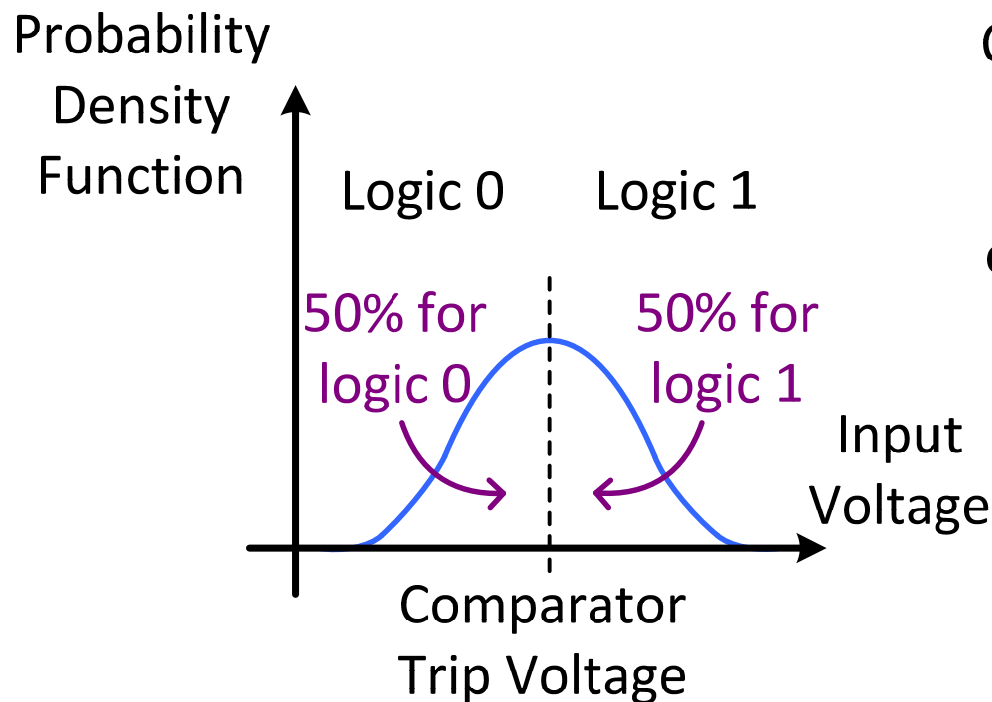 Probability
Density
Function
Logic 0
Logic 1
50% for
logic 0
50% for
logic 1
Input
Voltage
Comparator
Trip Voltage